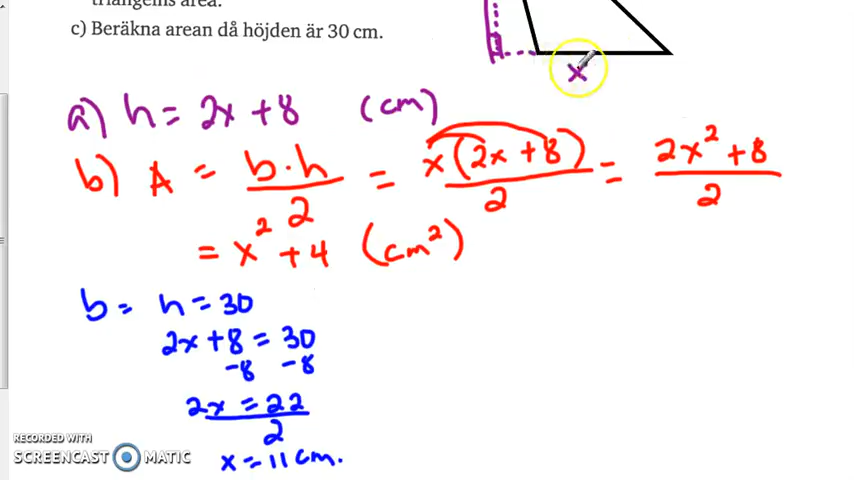 triangelns area.
c) Beräkna arean då höjden är 30 cm.
x
a) h = 2x + 8 (cm)
b) A = b·h/2 = x(2x + 8)/2 = 2x² + 8/2
= x² + 4 (cm²)
b = h = 30
2x + 8 = 30
-8 -8
2x = 22
2
x = 11 cm.
RECORDED WITH
SCREENCAST MATIC